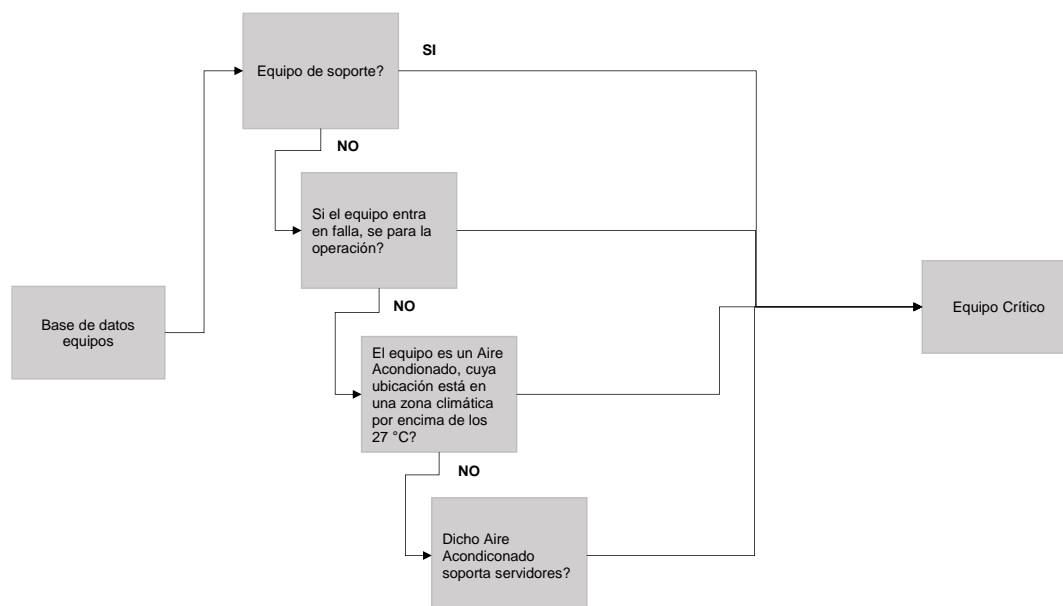 Equipo de soporte?
SI
NO
Si el equipo entra
en falla, se para la
operación?
NO
Base de datos
equipos
Equipo Crítico
El equipo es un Aire
Acondionado, cuya
ubicación está en
una zona climática
por encima de los
27 °C?
NO
Dicho Aire
Acondiconado
soporta servidores?